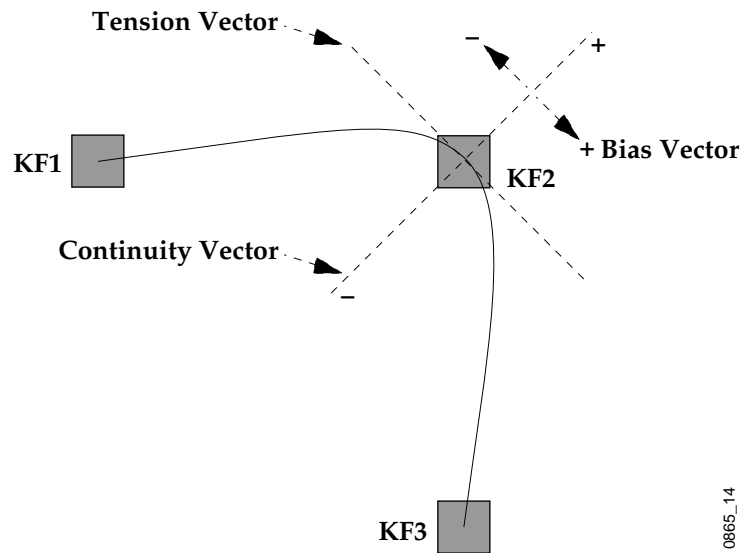 Tension Vector
–
+
KF1
+ Bias Vector
KF2
Continuity Vector
–
KF3
0865_14